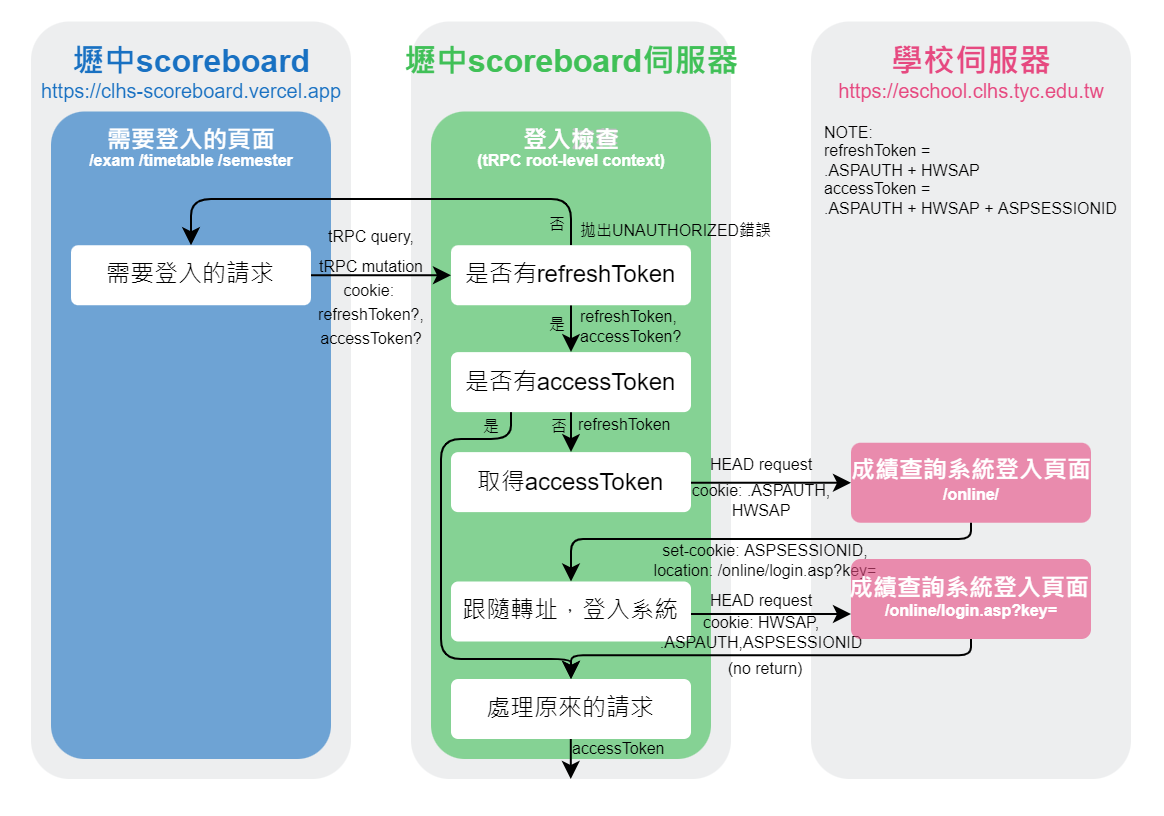 壢中scoreboard
https://clhs-scoreboard.vercel.app
需要登入的頁面
/exam /timetable /semester
需要登入的請求
tRPC query,
tRPC mutation
cookie:
refreshToken?,
accessToken?
壢中scoreboard伺服器
登入檢查
(tRPC root-level context)
否
拋出UNAUTHORIZED錯誤
是否有refreshToken
是
refreshToken,
accessToken?
是否有accessToken
是
否
refreshToken
取得accessToken
HEAD request
cookie: .ASPAUTH,
HWSAP
set-cookie: ASPSESSIONID,
location: /online/login.asp?key=
跟隨轉址，登入系統
HEAD request
cookie: HWSAP,
.ASPAUTH,ASPSESSIONID
(no return)
處理原來的請求
accessToken
學校伺服器
https://eschool.clhs.tyc.edu.tw
NOTE:
refreshToken =
.ASPAUTH + HWSAP
accessToken =
.ASPAUTH + HWSAP + ASPSESSIONID
成績查詢系統登入頁面
/online/
成績查詢系統登入頁面
/online/login.asp?key=